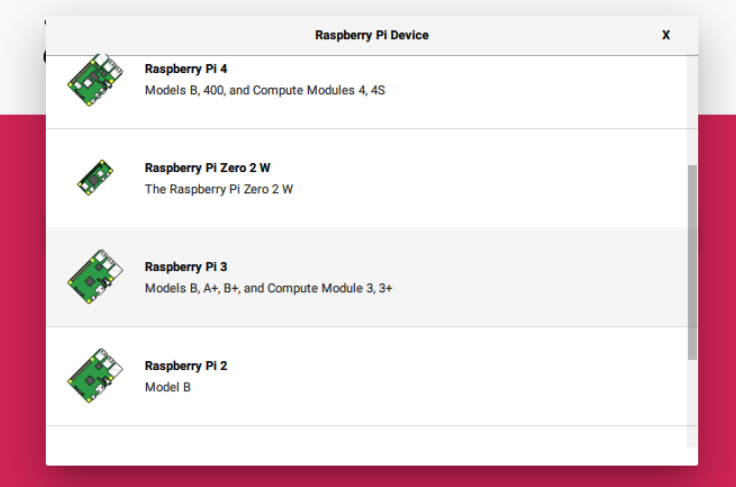 Raspberry Pi Device
X
Raspberry Pi 4
Models B, 400, and Compute Modules 4, 4S
Raspberry Pi Zero 2 W
The Raspberry Pi Zero 2 W
Raspberry Pi 3
Models B, A+, B+, and Compute Module 3, 3+
Raspberry Pi 2
Model B